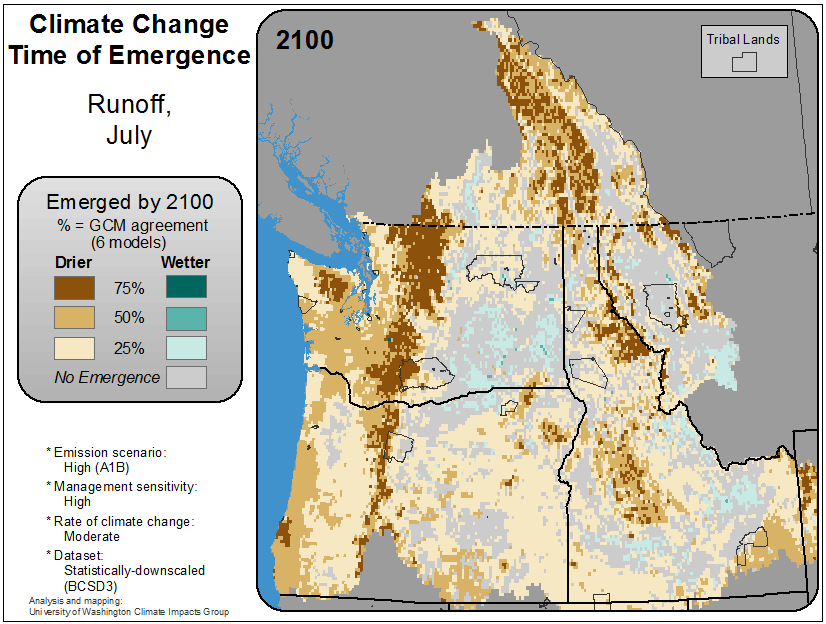 Climate Change
Time of Emergence
Runoff,
July
Emerged by 2100
% = GCM agreement
(6 models)
Drier Wetter
75%
50%
25%
No Emergence
* Emission scenario:
High (A1B)
* Management sensitivity:
High
* Rate of climate change:
Moderate
* Dataset:
Statistically-downscaled
(BCSD3)
Analysis and mapping:
University of Washington Climate Impacts Group
2100
Tribal Lands